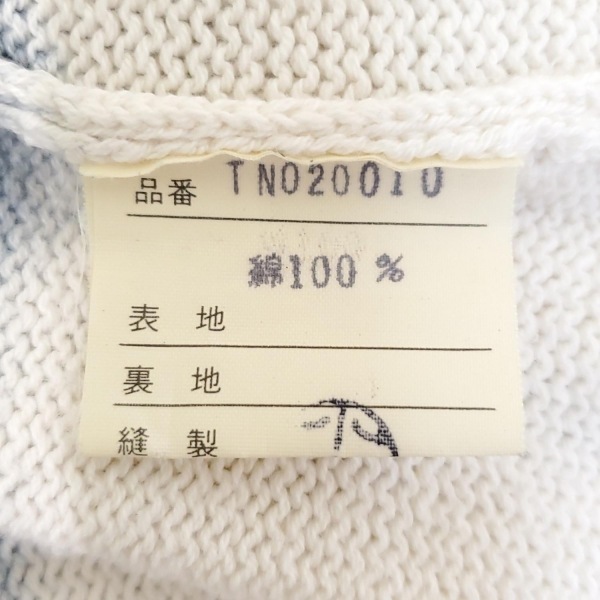 品番 TN020010
綿100 %
表 地
裏 地
縫 製